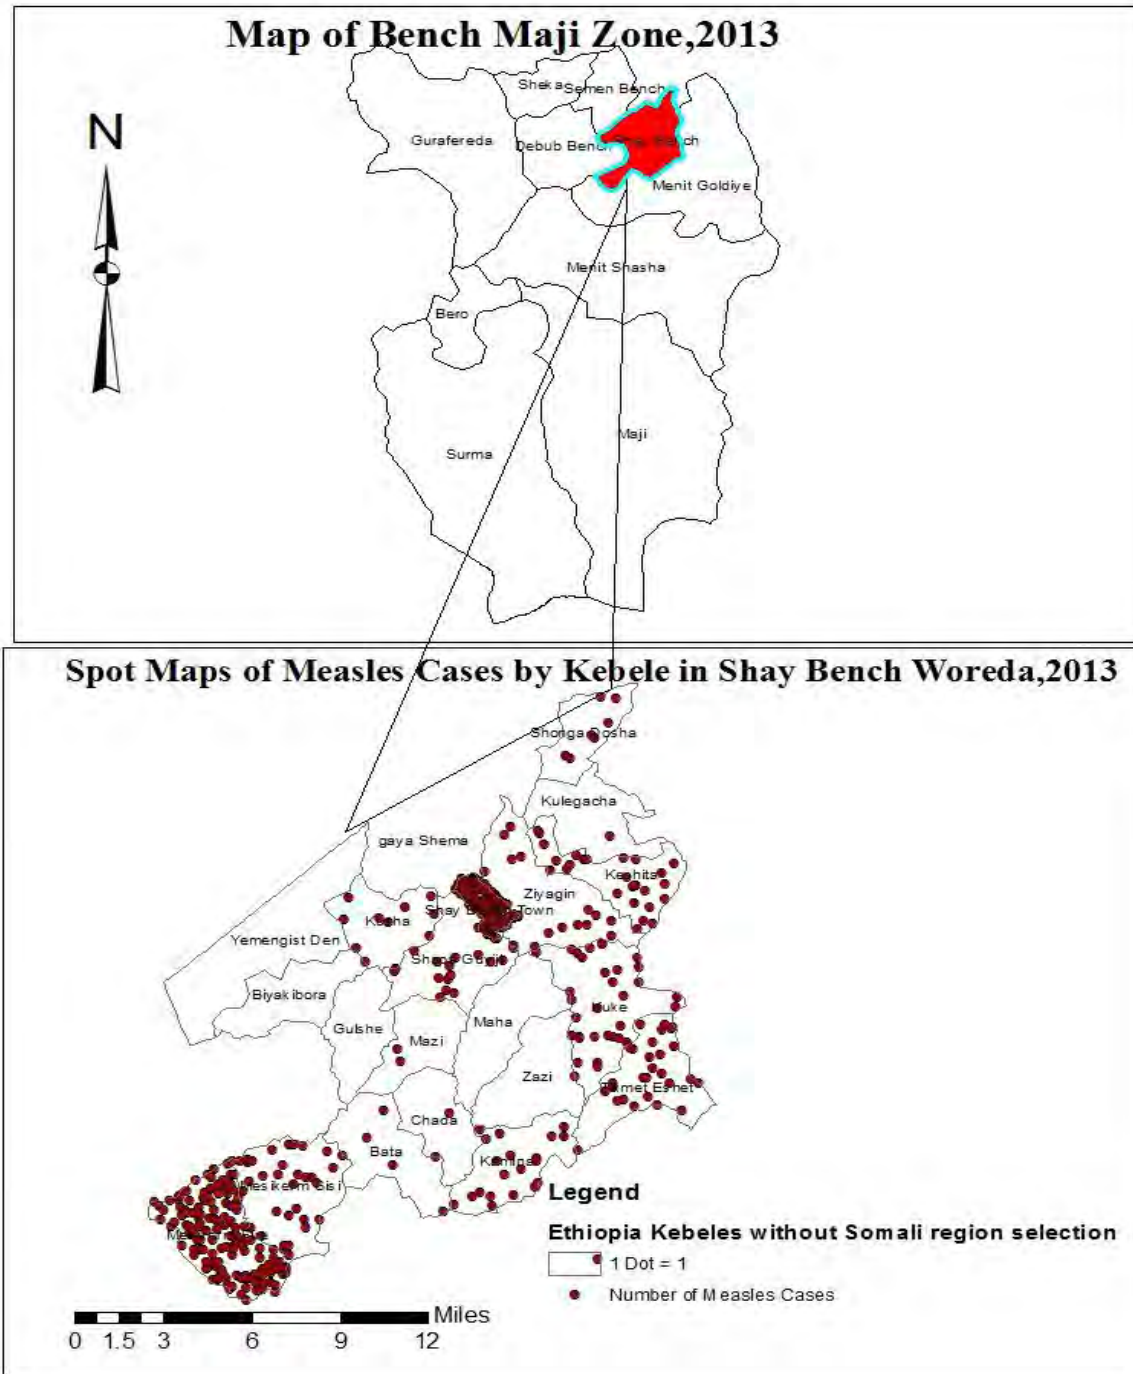 Map of Bench Maji Zone,2013
N
Sheka
Semen Bench
Gurafereda
Debub Bench
Menit Goldiye
Menit Shasha
Bero
Maji
Surma
Spot Maps of Measles Cases by Kebele in Shay Bench Woreda,2013
Shonga Dosha
Kulegacha
gaya Shema
Keshita
Ziyagin
Town
Yemengist Den
Biyakibora
Gulshe
Maha
Mazi
Zazi
Chada
Bata
Legend
Ethiopia Kebeles without Somali region selection
1 Dot = 1
Number of Measles Cases
Miles
0 1.5 3 6 9 12